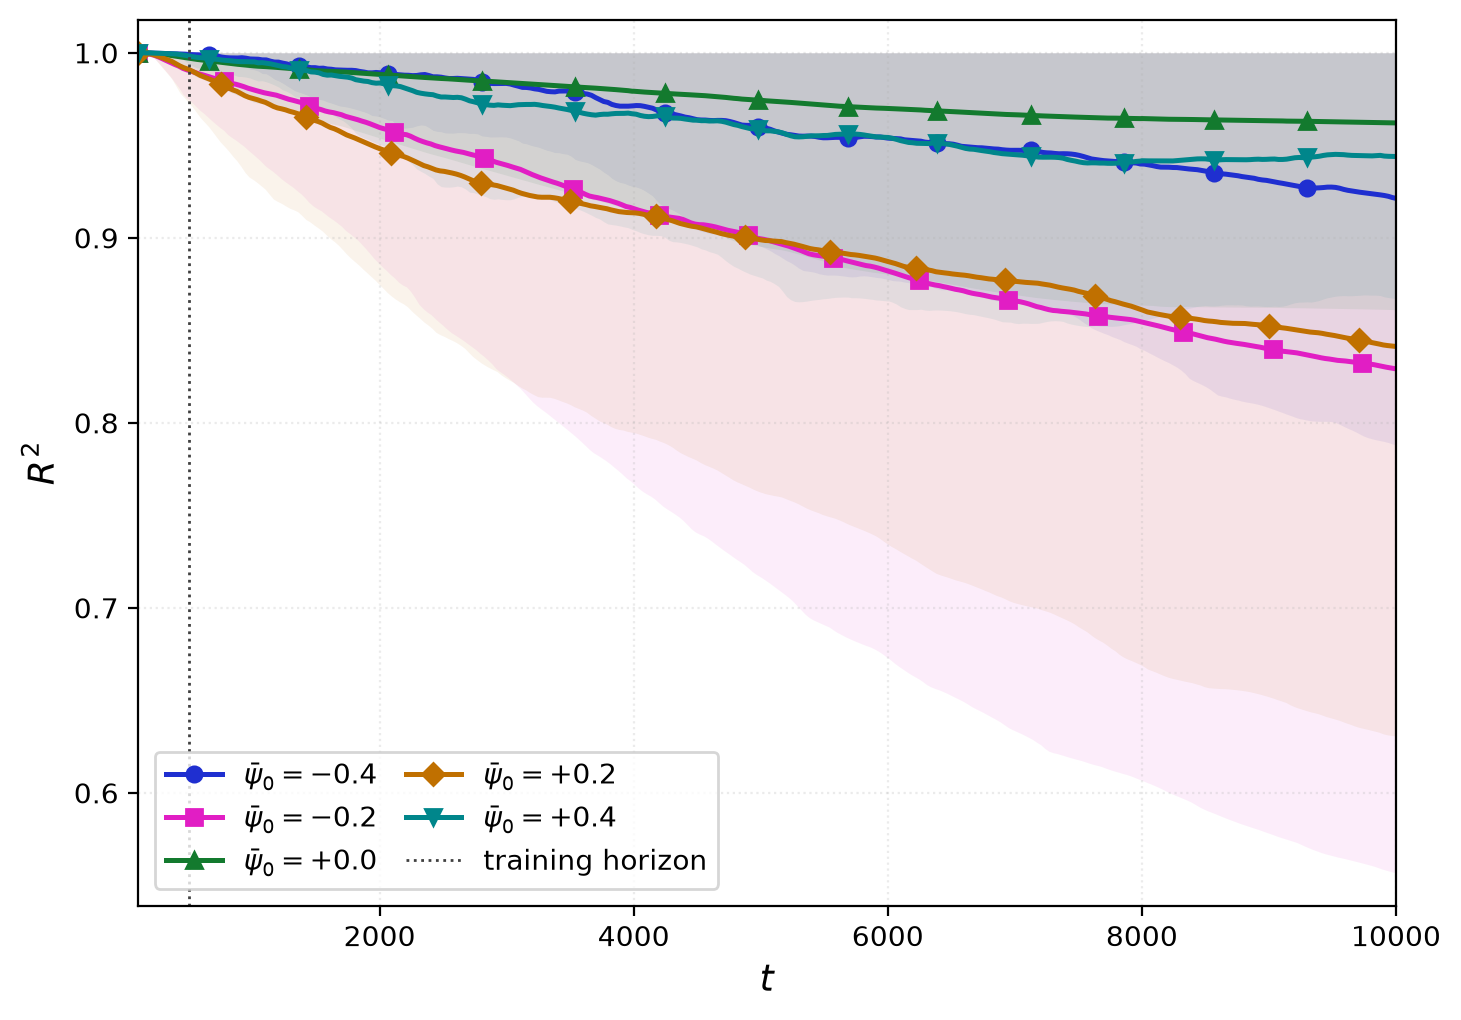 1.0
0.9
0.8
0.7
0.6
R²
ψ̄₀ = −0.4
ψ̄₀ = −0.2
ψ̄₀ = +0.0
ψ̄₀ = +0.2
ψ̄₀ = +0.4
training horizon
2000 4000 6000 8000 10000
t